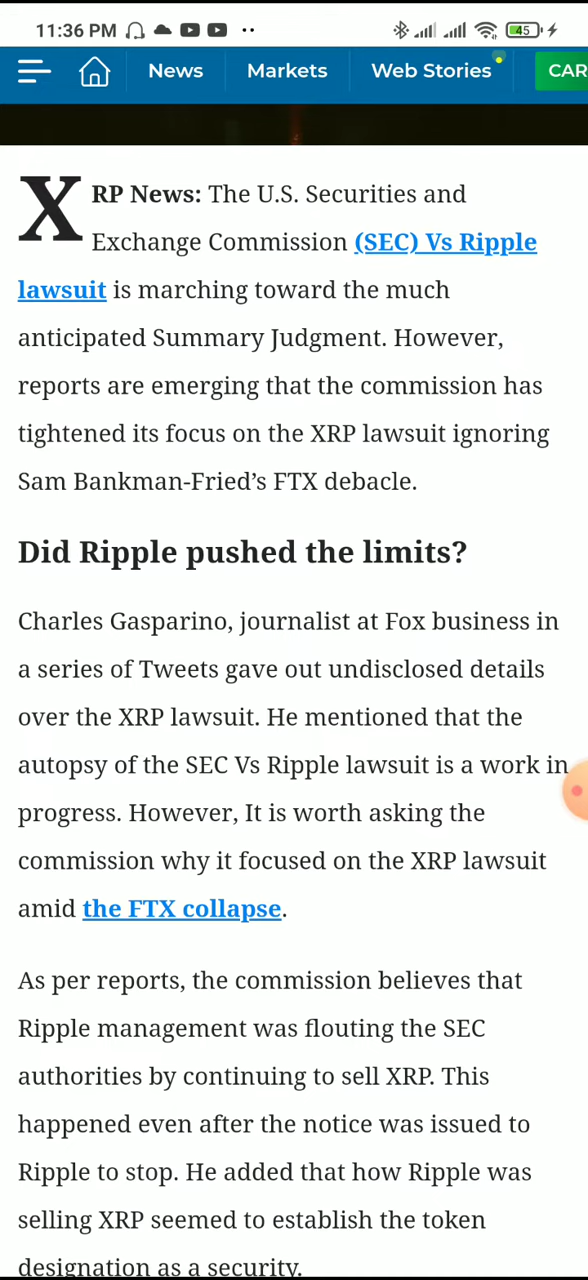 11:36 PM
45
News
Markets
Web Stories
CAR
XRP News: The U.S. Securities and
Exchange Commission (SEC) Vs Ripple
lawsuit is marching toward the much
anticipated Summary Judgment. However,
reports are emerging that the commission has
tightened its focus on the XRP lawsuit ignoring
Sam Bankman-Fried’s FTX debacle.
Did Ripple pushed the limits?
Charles Gasparino, journalist at Fox business in
a series of Tweets gave out undisclosed details
over the XRP lawsuit. He mentioned that the
autopsy of the SEC Vs Ripple lawsuit is a work in
progress. However, It is worth asking the
commission why it focused on the XRP lawsuit
amid the FTX collapse.
As per reports, the commission believes that
Ripple management was flouting the SEC
authorities by continuing to sell XRP. This
happened even after the notice was issued to
Ripple to stop. He added that how Ripple was
selling XRP seemed to establish the token
designation as a security.